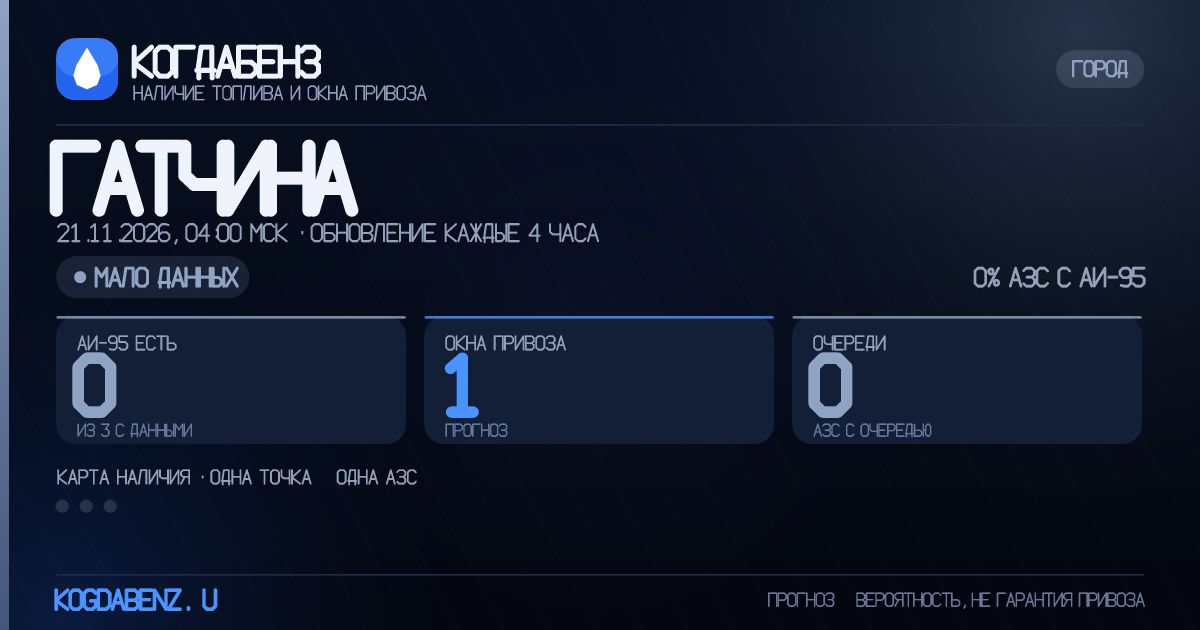 КОГДАБЕНЗ
НАЛИЧИЕ ТОПЛИВА И ОКНА ПРИВОЗА
ГОРОД
ГАТЧИНА
21.11.2026, 04:00 МСК · ОБНОВЛЕНИЕ КАЖДЫЕ 4 ЧАСА
МАЛО ДАННЫХ
0% АЗС С АИ-95
АИ-95 ЕСТЬ
0
ИЗ 3 С ДАННЫМИ
ОКНА ПРИВОЗА
1
ПРОГНОЗ
ОЧЕРЕДИ
0
АЗС С ОЧЕРЕДЬЮ
КАРТА НАЛИЧИЯ · ОДНА ТОЧКА ОДНА АЗС
KOGDABENZ. U
ПРОГНОЗ ВЕРОЯТНОСТЬ, НЕ ГАРАНТИЯ ПРИВОЗА